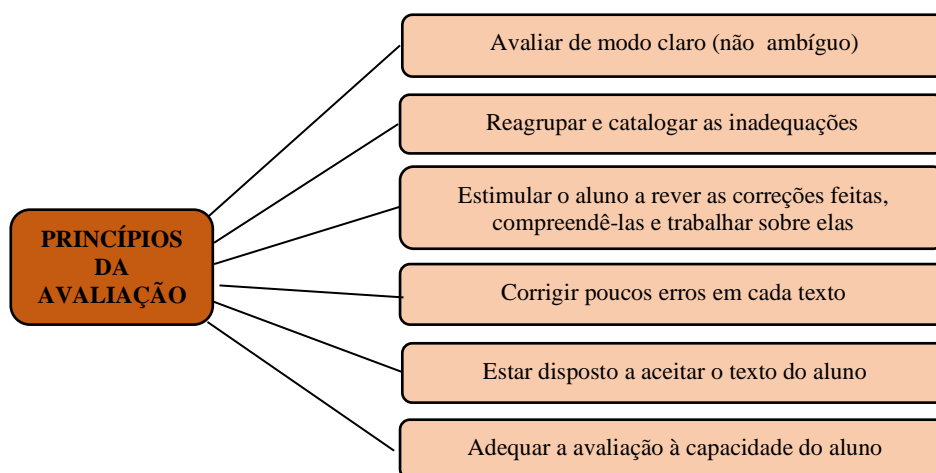 Avaliar de modo claro (não ambíguo)
Reagrupar e catalogar as inadequações
Estimular o aluno a rever as correções feitas,
compreendê-las e trabalhar sobre elas
PRINCÍPIOS
DA
AVALIAÇÃO
Corrigir poucos erros em cada texto
Estar disposto a aceitar o texto do aluno
Adequar a avaliação à capacidade do aluno